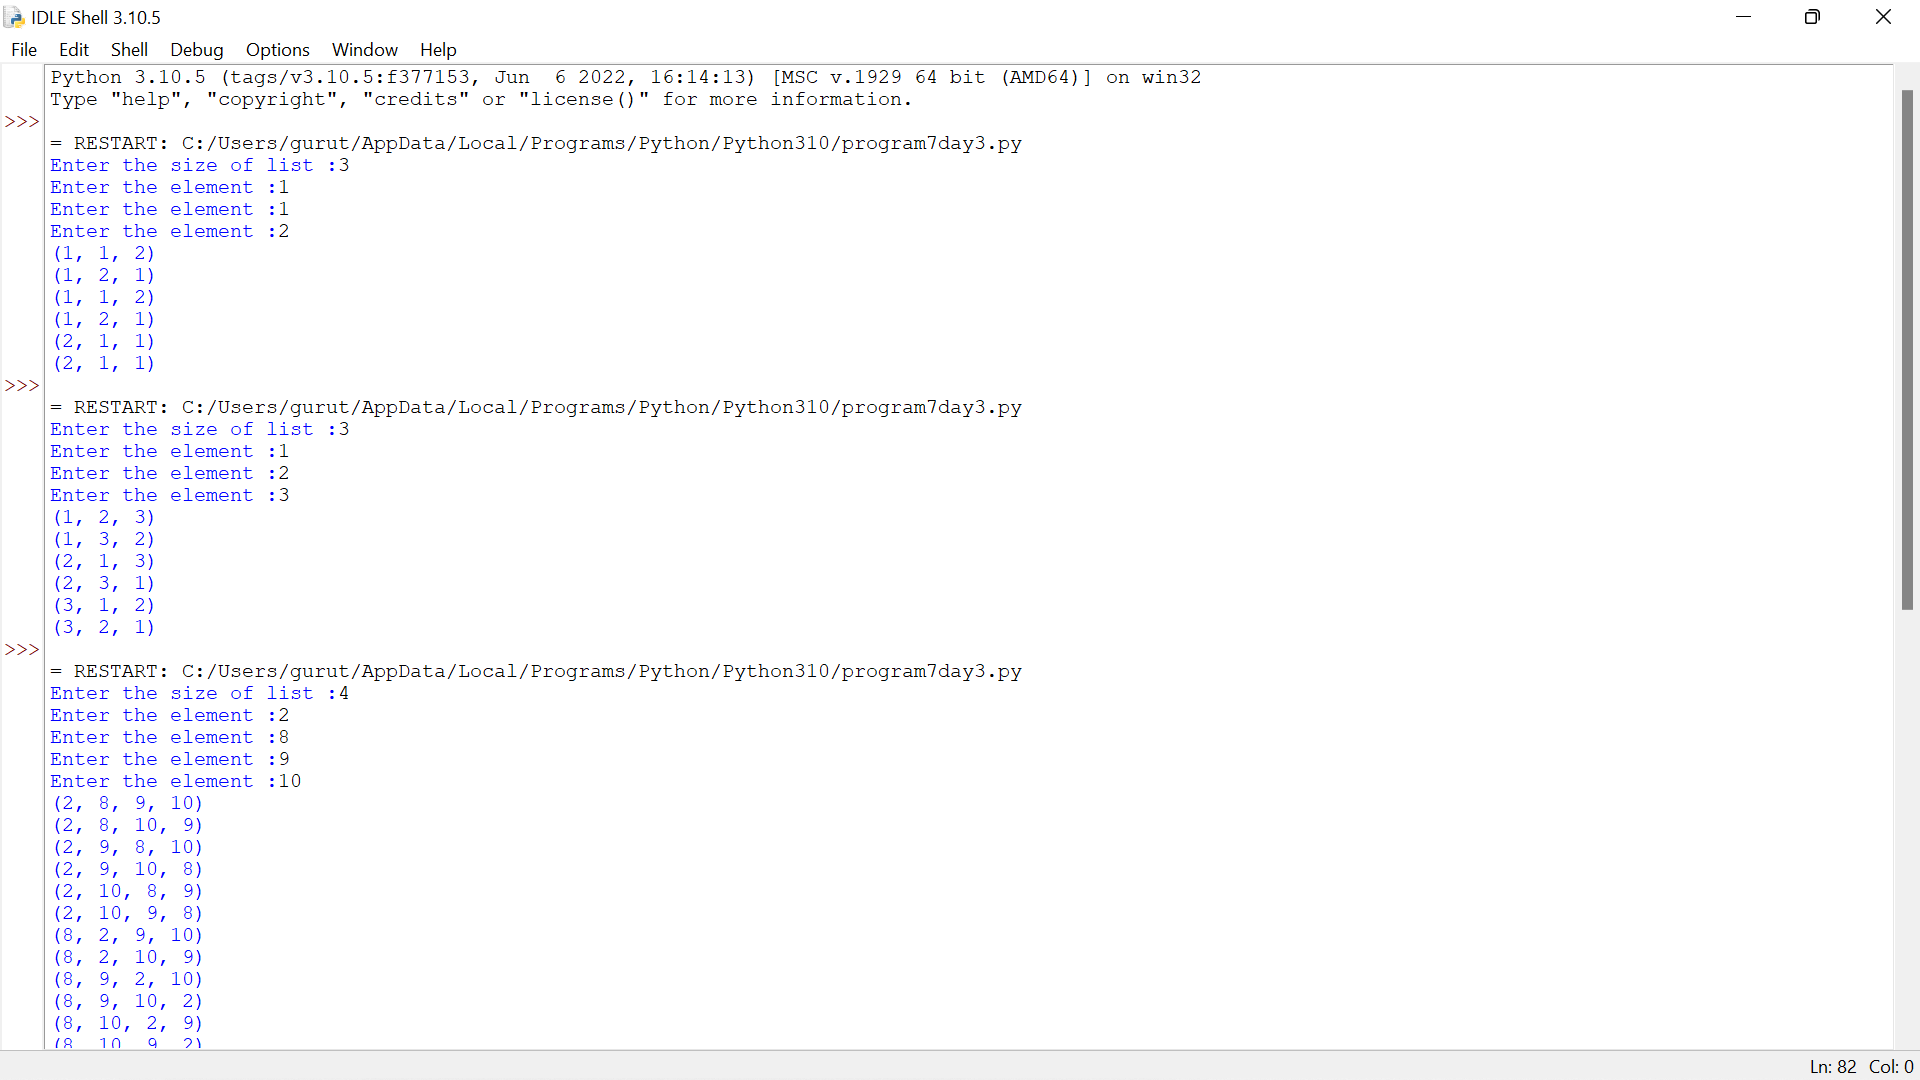 IDLE Shell 3.10.5
File Edit Shell Debug Options Window Help
Python 3.10.5 (tags/v3.10.5:f377153, Jun  6 2022, 16:14:13) [MSC v.1929 64 bit (AMD64)] on win32
Type "help", "copyright", "credits" or "license()" for more information.
>>>
= RESTART: C:/Users/gurut/AppData/Local/Programs/Python/Python310/program7day3.py
Enter the size of list :3
Enter the element :1
Enter the element :1
Enter the element :2
(1, 1, 2)
(1, 2, 1)
(1, 1, 2)
(1, 2, 1)
(2, 1, 1)
(2, 1, 1)
>>>
= RESTART: C:/Users/gurut/AppData/Local/Programs/Python/Python310/program7day3.py
Enter the size of list :3
Enter the element :1
Enter the element :2
Enter the element :3
(1, 2, 3)
(1, 3, 2)
(2, 1, 3)
(2, 3, 1)
(3, 1, 2)
(3, 2, 1)
>>>
= RESTART: C:/Users/gurut/AppData/Local/Programs/Python/Python310/program7day3.py
Enter the size of list :4
Enter the element :2
Enter the element :8
Enter the element :9
Enter the element :10
(2, 8, 9, 10)
(2, 8, 10, 9)
(2, 9, 8, 10)
(2, 9, 10, 8)
(2, 10, 8, 9)
(2, 10, 9, 8)
(8, 2, 9, 10)
(8, 2, 10, 9)
(8, 9, 2, 10)
(8, 9, 10, 2)
(8, 10, 2, 9)
(8, 10, 9, 2)
Ln: 82 Col: 0